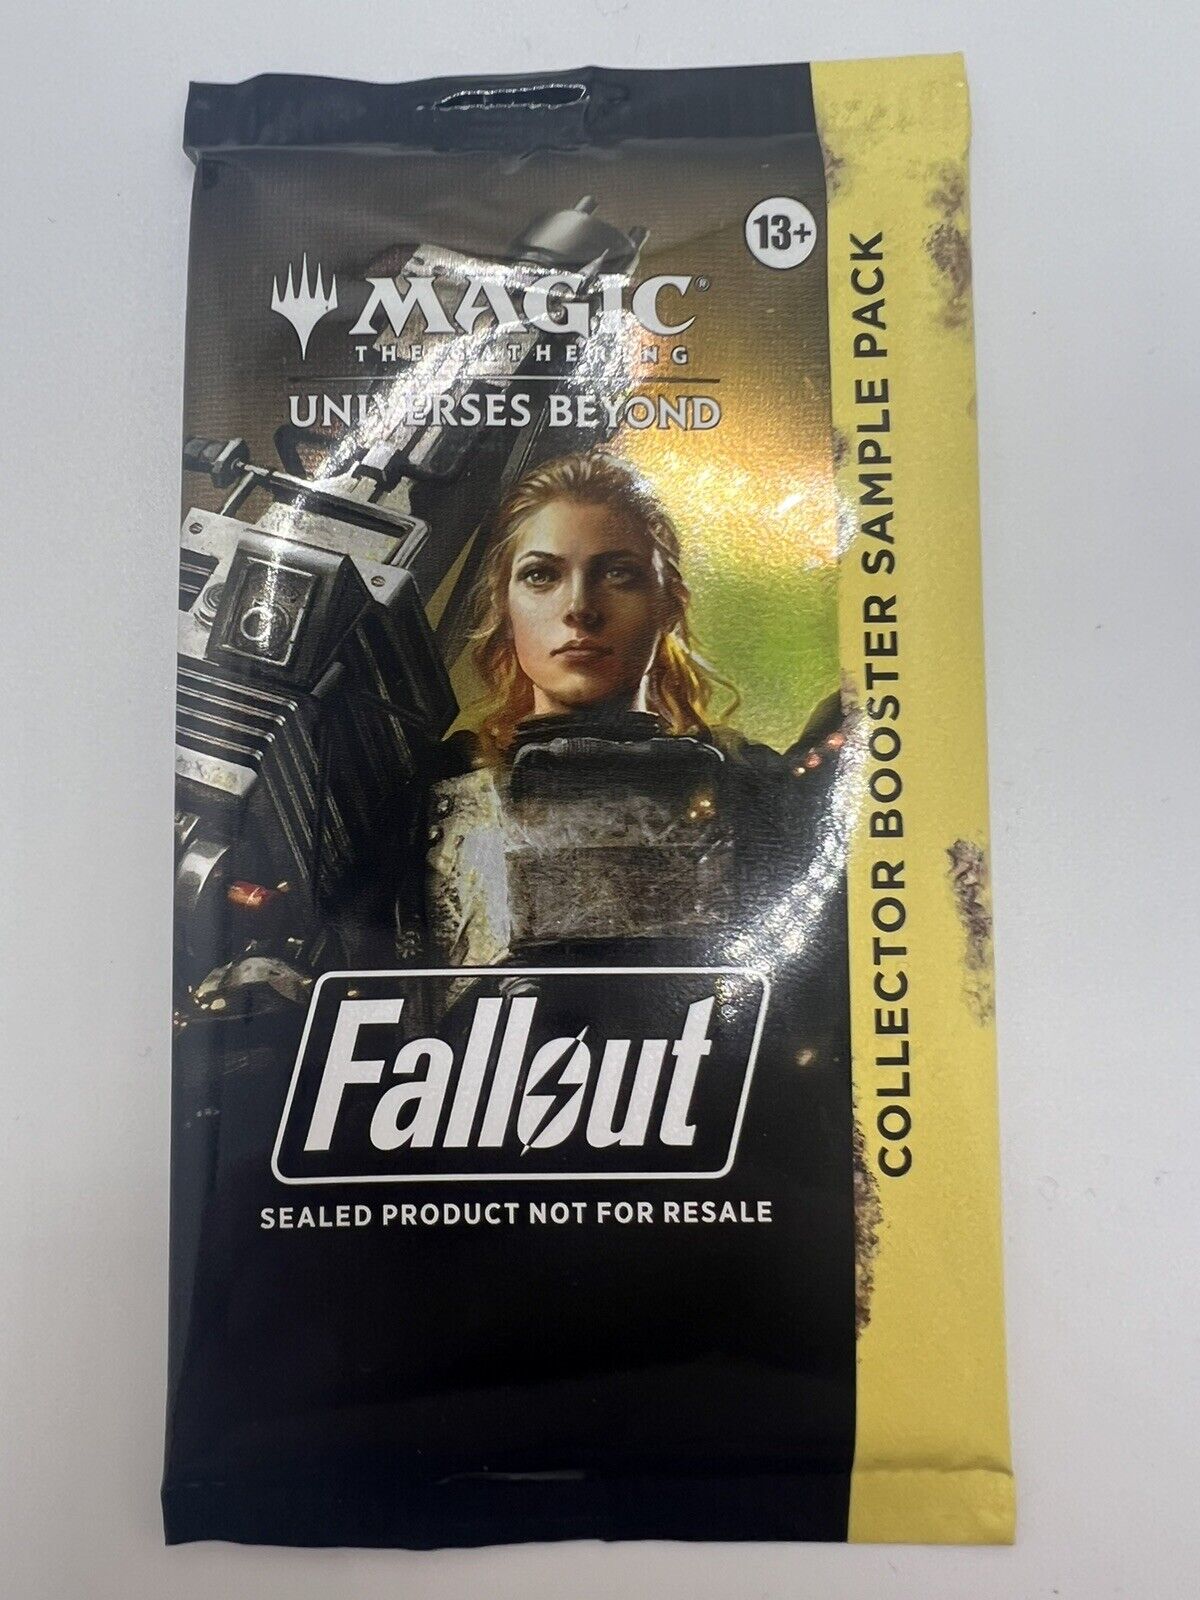 13+
MAGIC®
THE GATHERING
UNIVERSES BEYOND
Fallout®
SEALED PRODUCT NOT FOR RESALE
COLLECTOR BOOSTER SAMPLE PACK